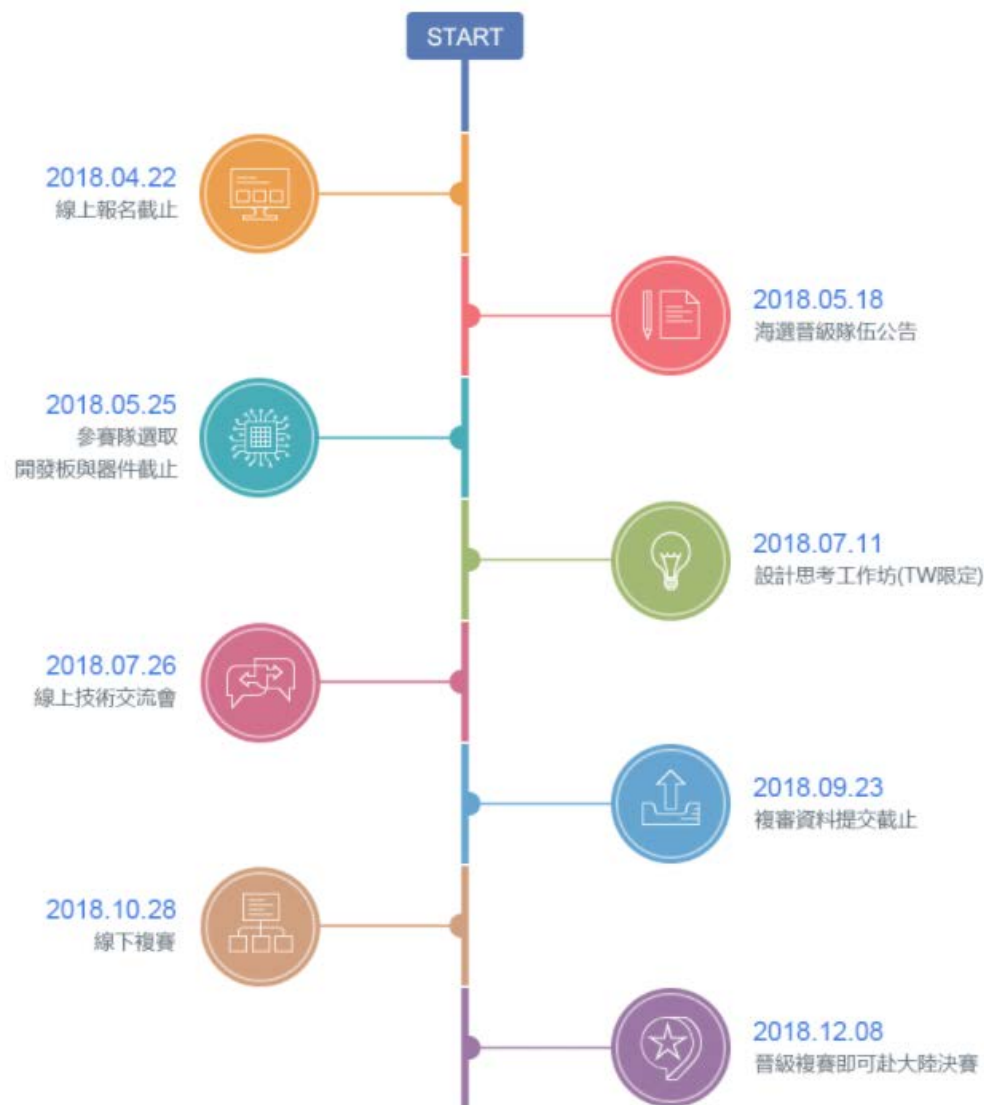 START
2018.04.22
線上報名截止
2018.05.18
海選晉級隊伍公告
2018.05.25
參賽隊選取
開發板與器件截止
2018.07.11
設計思考工作坊(TW限定)
2018.07.26
線上技術交流會
2018.09.23
複審資料提交截止
2018.10.28
線下複賽
2018.12.08
晉級複賽即可赴大陸決賽